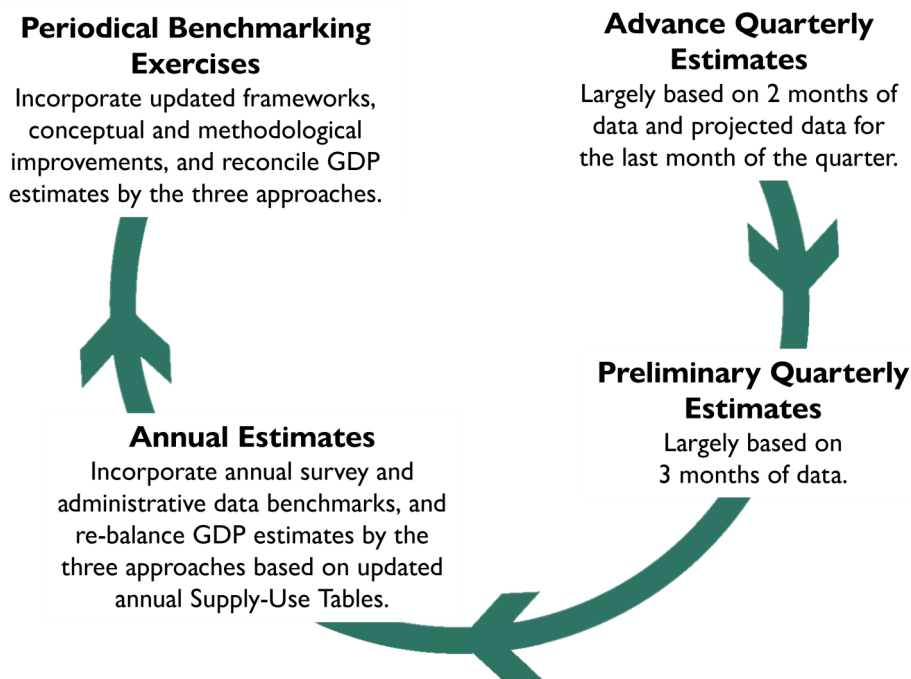 Periodical Benchmarking
Exercises
Incorporate updated frameworks,
conceptual and methodological
improvements, and reconcile GDP
estimates by the three approaches.
Advance Quarterly
Estimates
Largely based on 2 months of
data and projected data for
the last month of the quarter.
Preliminary Quarterly
Estimates
Largely based on
3 months of data.
Annual Estimates
Incorporate annual survey and
administrative data benchmarks, and
re-balance GDP estimates by the
three approaches based on updated
annual Supply-Use Tables.